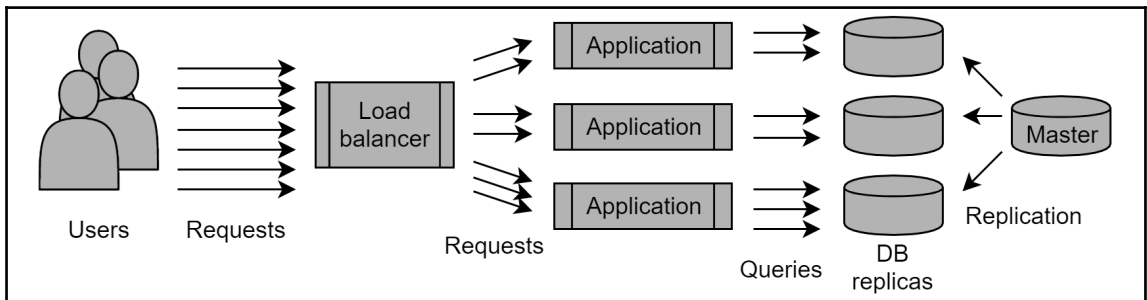 Users
Requests
Load
balancer
Requests
Application
Application
Application
Queries
DB
replicas
Master
Replication